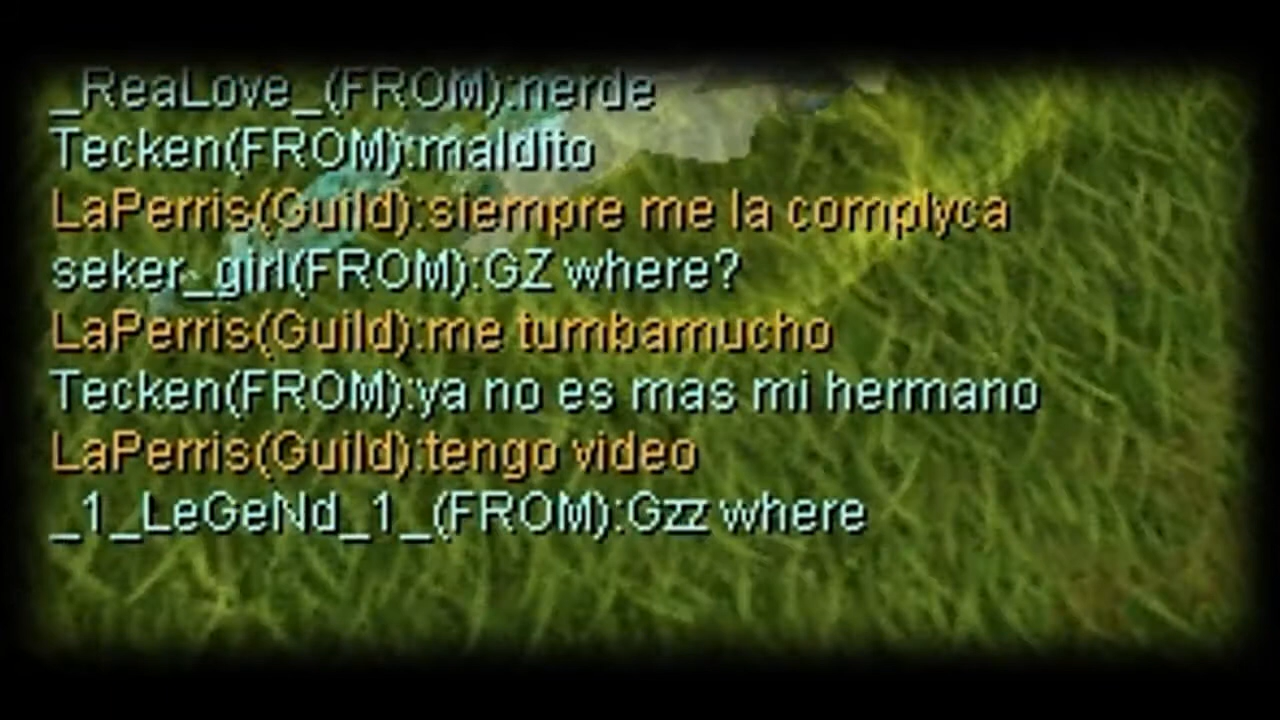 _ReaLove_(FROM):nerde
Tecken(FROM):maldito
LaPerris(Guild):siempre me la complyca
seker_girl(FROM):GZ where?
LaPerris(Guild):me tumbamucho
Tecken(FROM):ya no es mas mi hermano
LaPerris(Guild):tengo video
_1_LeGeNd_1_(FROM):Gzz where